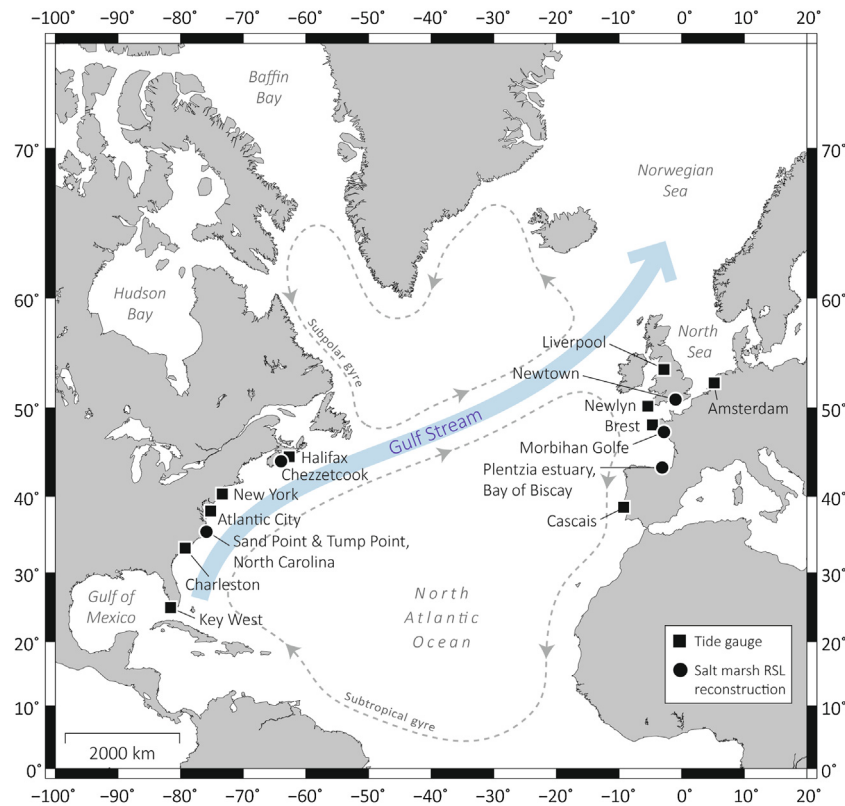 −100° −90° −80° −70° −60° −50° −40° −30° −20° −10° 0° 10° 20°
Baffin
Bay
70° 70°
Norwegian
Sea
60° 60°
Hudson
Bay
Subpolar gyre
North
Sea
Liverpool
Newtown
50° 50°
Newlyn
Amsterdam
Brest
Gulf Stream
Morbihan Golfe
Halifax
Chezzetcook
Plentzia estuary,
Bay of Biscay
40° 40°
New York
Atlantic City
Cascais
Sand Point & Tump Point,
North Carolina
30° 30°
Charleston
Gulf of
Mexico
Key West
North
Atlantic
Ocean
20° 20°
Tide gauge
Salt marsh RSL
reconstruction
Subtropical gyre
10° 10°
2000 km
0° 0°
−100° −90° −80° −70° −60° −50° −40° −30° −20° −10° 0° 10° 20°